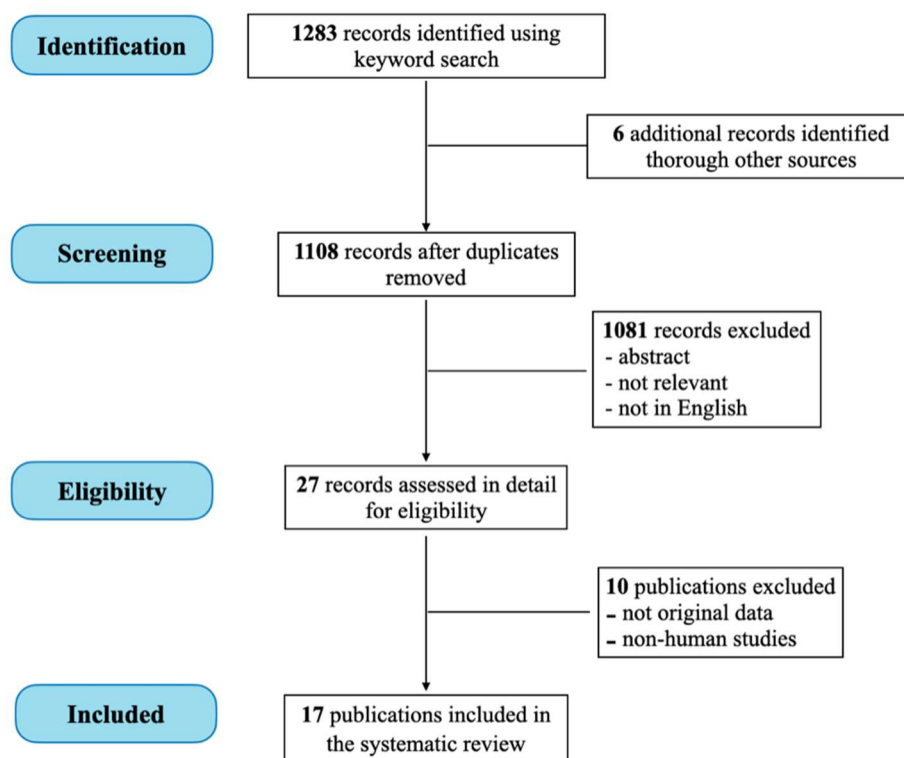 Identification
1283 records identified using
keyword search
6 additional records identified
thorough other sources
Screening
1108 records after duplicates
removed
1081 records excluded
- abstract
- not relevant
- not in English
Eligibility
27 records assessed in detail
for eligibility
10 publications excluded
- not original data
- non-human studies
Included
17 publications included in
the systematic review